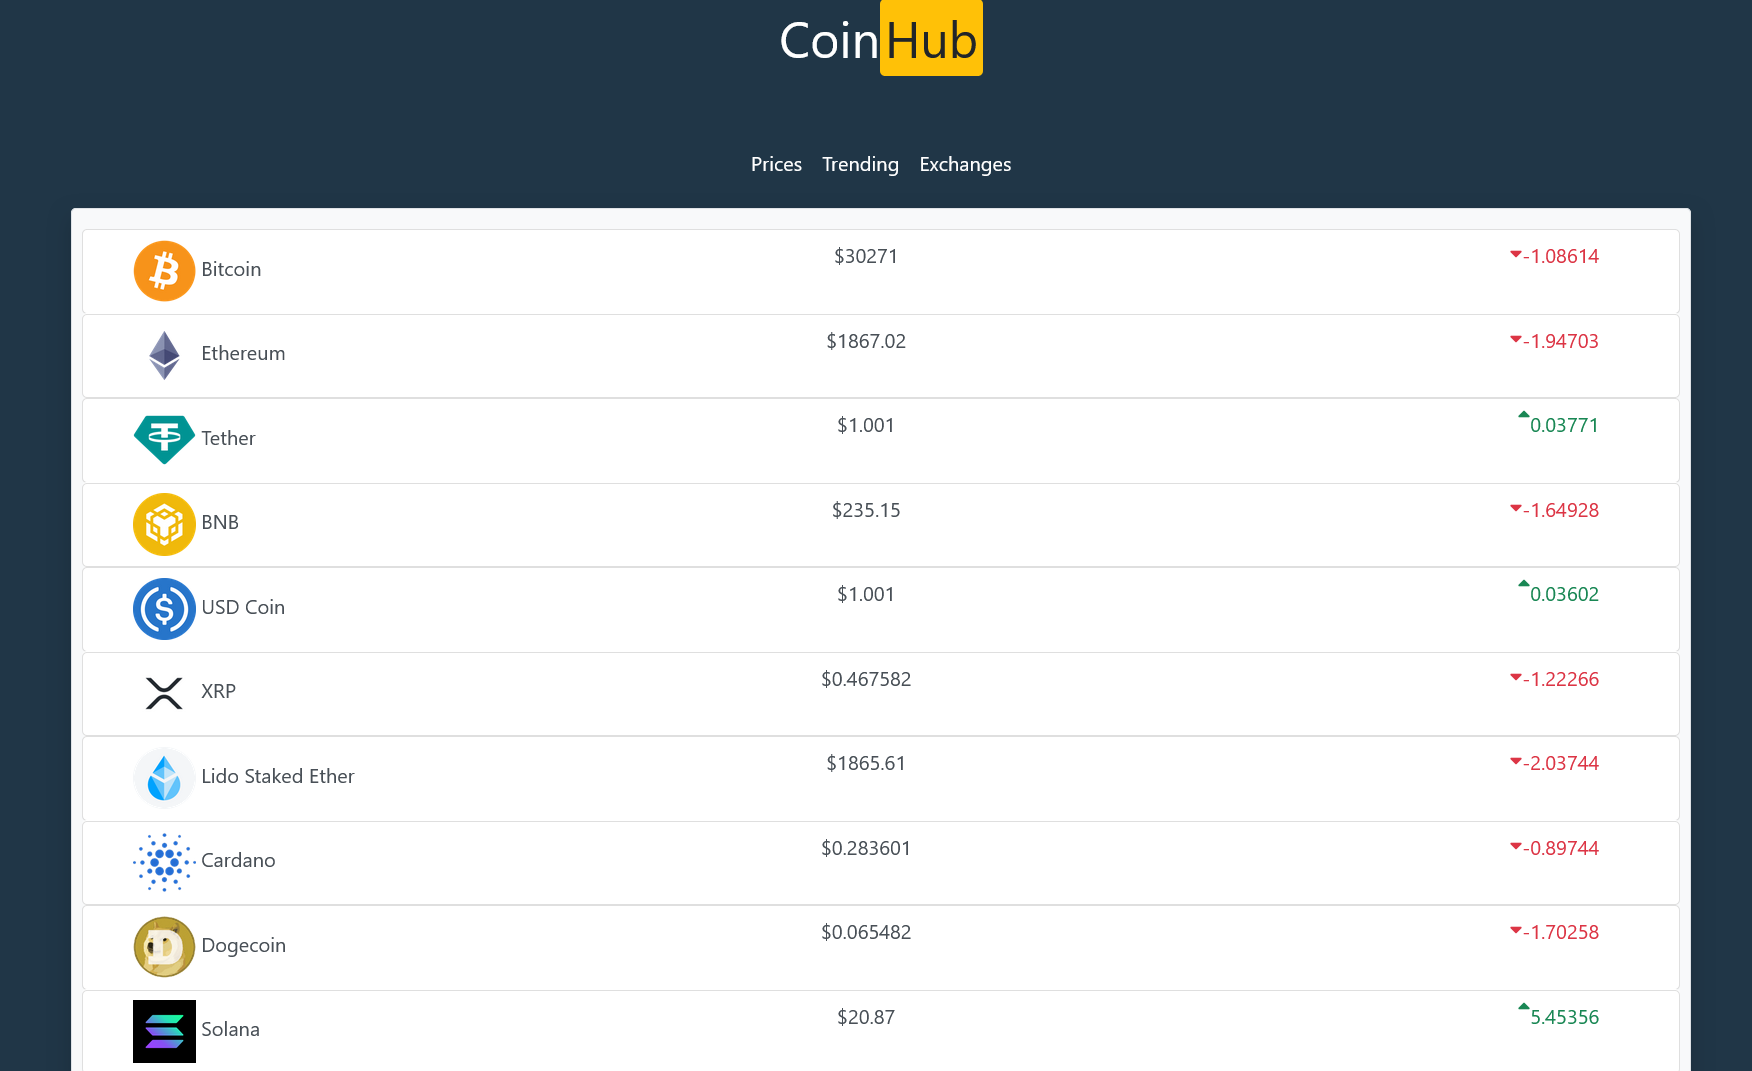 CoinHub
Prices Trending Exchanges
Bitcoin $30271 -1.08614
Ethereum $1867.02 -1.94703
Tether $1.001 0.03771
BNB $235.15 -1.64928
USD Coin $1.001 0.03602
XRP $0.467582 -1.22266
Lido Staked Ether $1865.61 -2.03744
Cardano $0.283601 -0.89744
Dogecoin $0.065482 -1.70258
Solana $20.87 5.45356